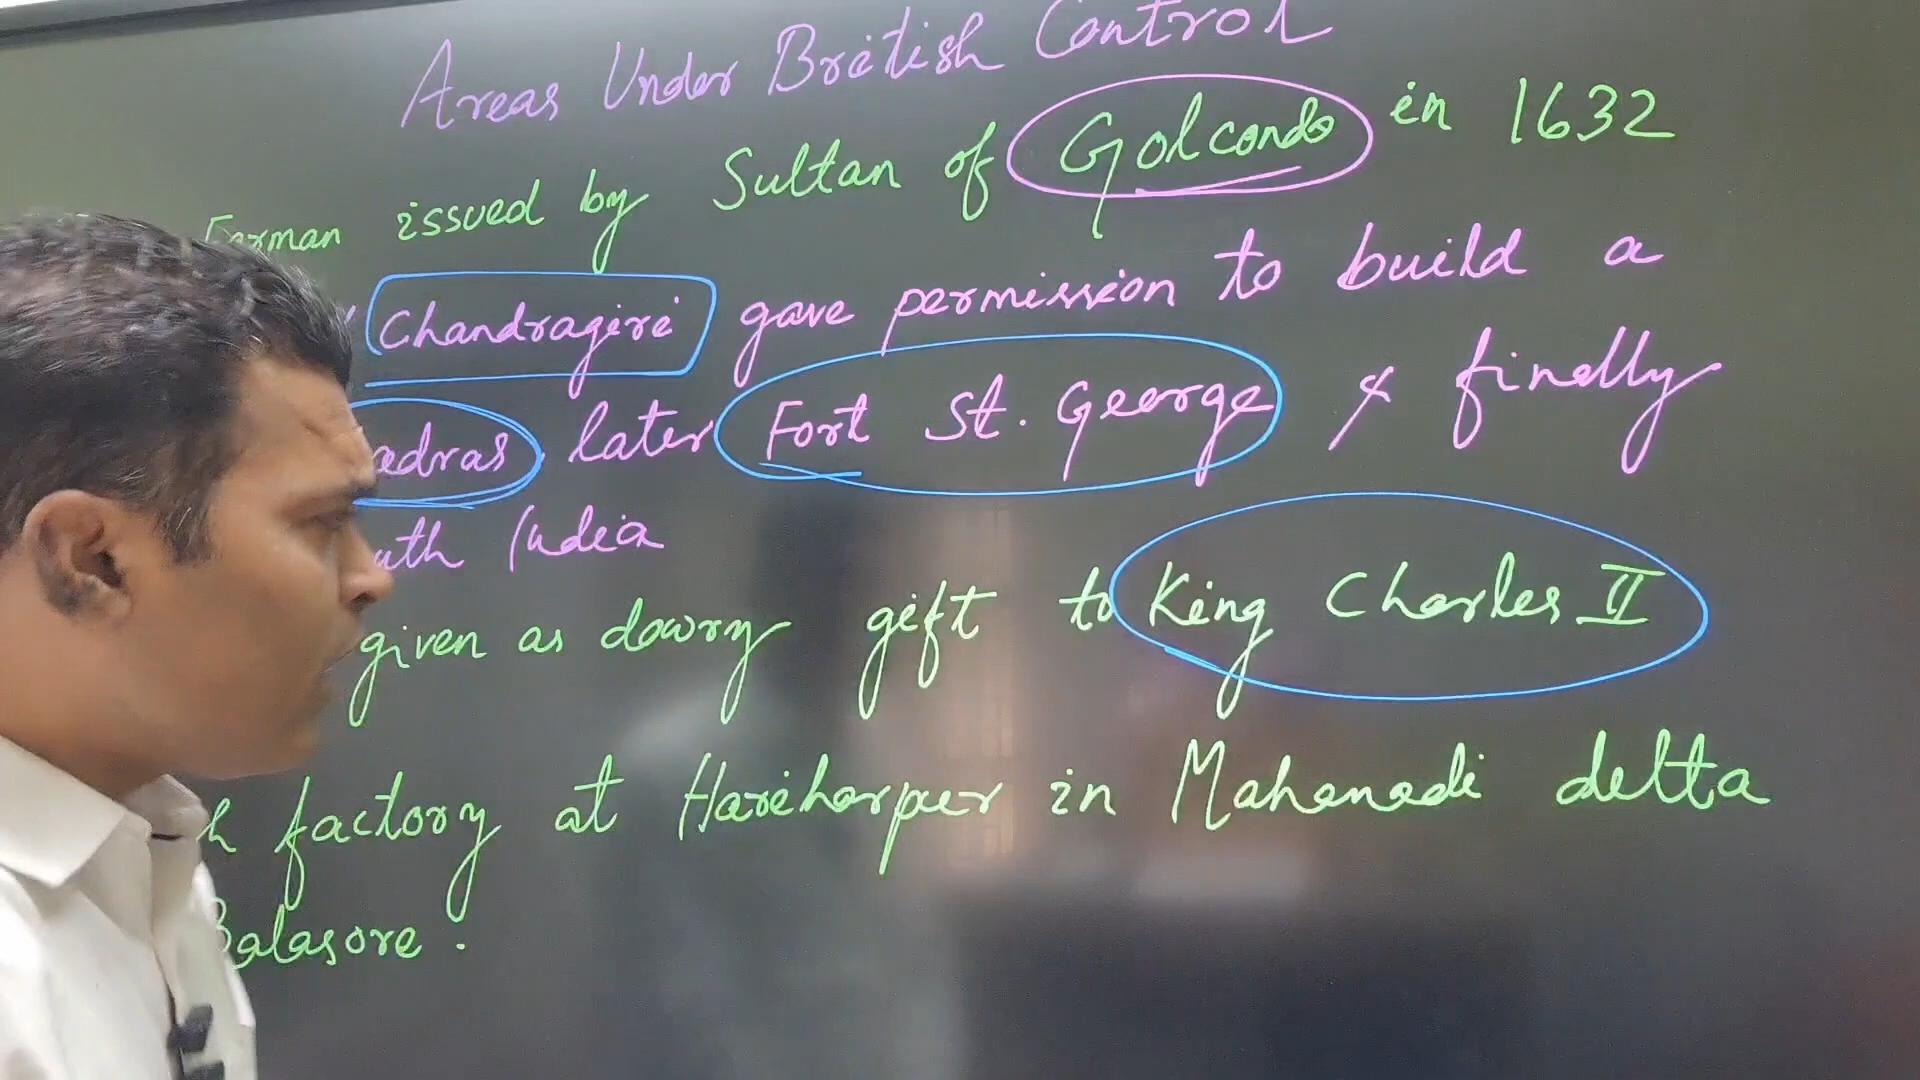 Areas Under British Control
Farman issued by Sultan of Golconda in 1632
Chandragiri gave permission to build a
later Fort St. George & finally
India
given as dowry gift to King Charles II
factory at Hariharpur in Mahanadi delta
Balasore.